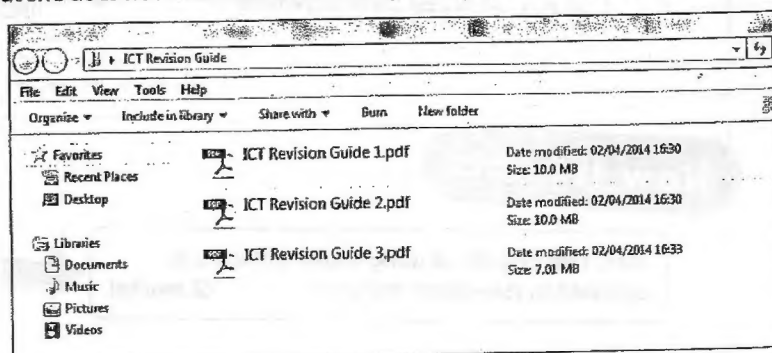 ICT Revision Guide
File Edit View Tools Help
Organize Include in library Share with Burn New folder
Favorites
Recent Places
Desktop
Libraries
Documents
Music
Pictures
Videos
ICT Revision Guide 1.pdf
Date modified: 02/04/2014 16:30
Size: 10.0 MB
ICT Revision Guide 2.pdf
Date modified: 02/04/2014 16:30
Size: 10.0 MB
ICT Revision Guide 3.pdf
Date modified: 02/04/2014 16:33
Size: 7.01 MB